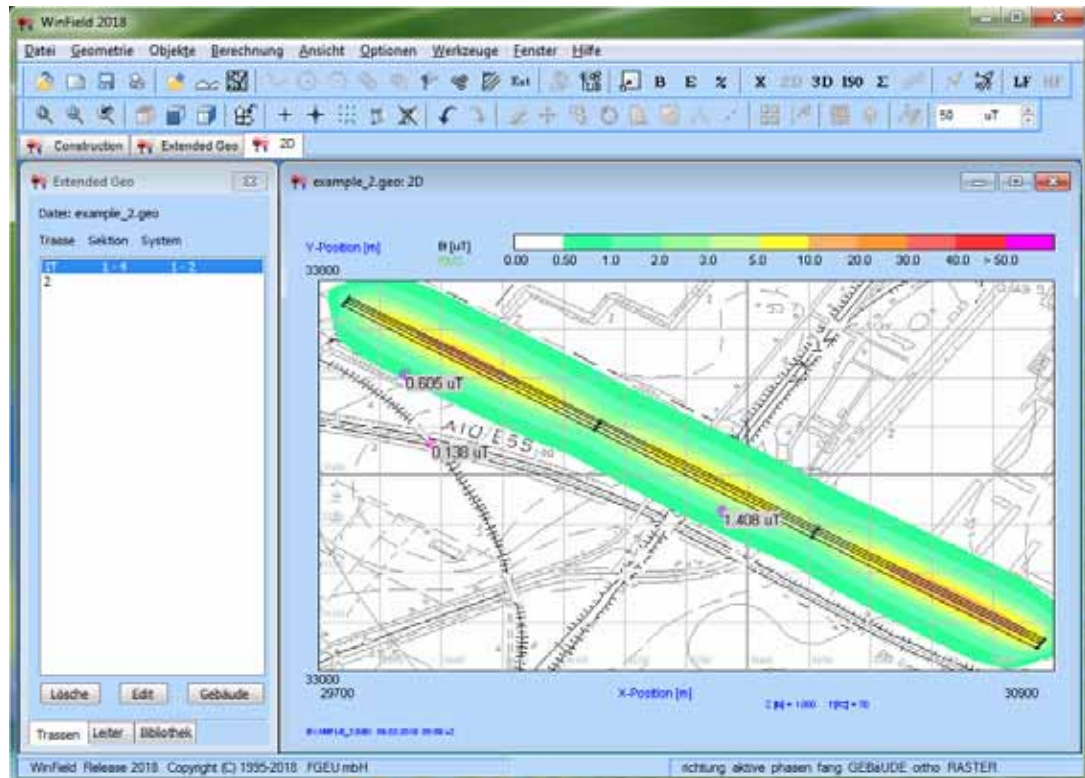 WinField 2018
Datei Geometrie Objekte Berechnung Ansicht Optionen Werkzeuge Fenster Hilfe
Ext B E % X 2D 3D ISO Σ LF HF
50 uT
Construction Extended Geo 2D
Extended Geo
Datei: example_2.geo
Trasse Sektion System
1-4 1-2
2
Lösche Edit Gebäude
Trassen Leiter Bibliothek
example_2.geo: 2D
Y-Position [m] [uT]
0.00 0.50 1.0 2.0 3.0 5.0 10.0 20.0 30.0 40.0 > 50.0
33800
0.605 uT
A10/E55
0.138 uT
1.408 uT
33000
29700 X-Position [m] 30900
WinField Release 2018 Copyright (C) 1995-2018 FGEU mbH
richtung aktive phasen fang GEBäUDE ortho RASTER